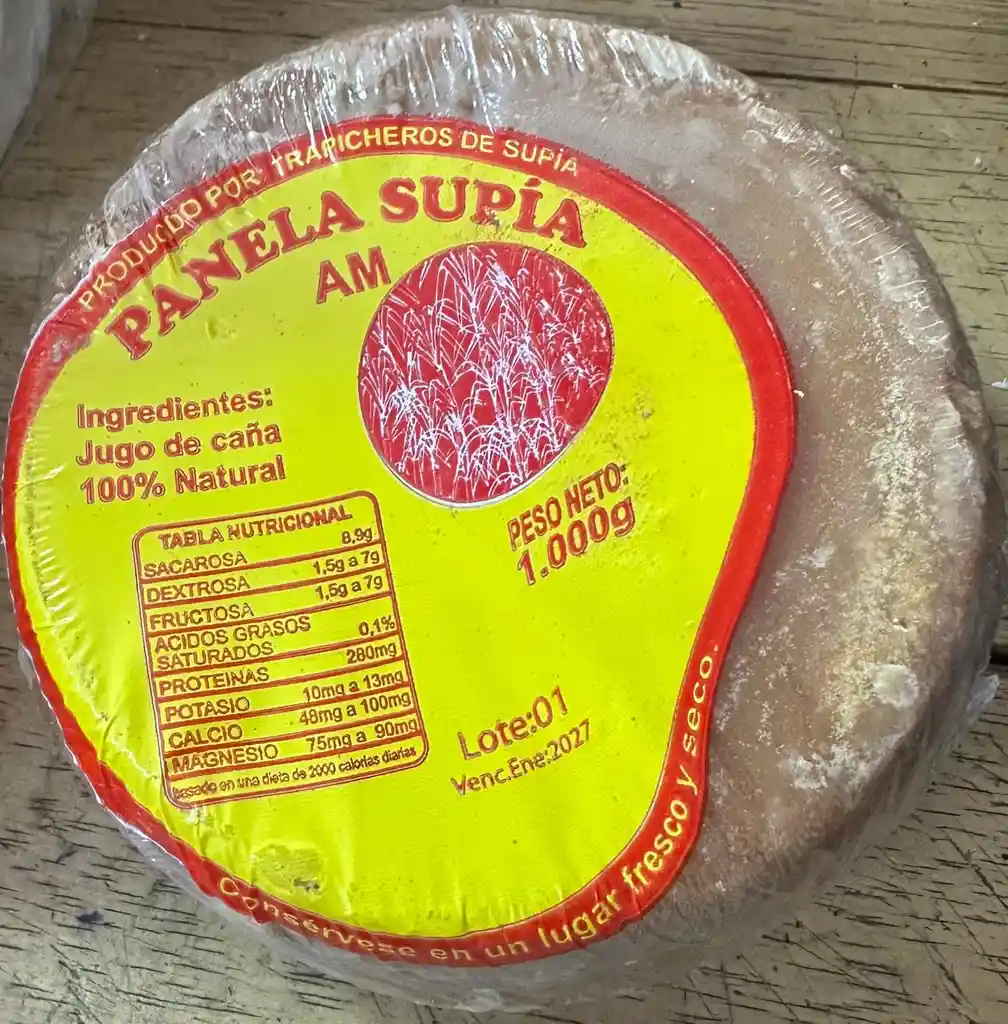 PRODUCIDO POR: TRAPICHEROS DE SUPÍA
PANELA SUPÍA
AM
Ingredientes:
Jugo de caña
100% Natural
PESO NETO:
1.000g
TABLA NUTRICIONAL
SACAROSA 8,9g
DEXTROSA 1,5g a 7g
FRUCTOSA 1,5g a 7g
ACIDOS GRASOS
SATURADOS 0,1%
PROTEINAS 280mg
POTASIO 10mg a 13mg
CALCIO 48mg a 100mg
MAGNESIO 75mg a 90mg
basado en una dieta de 2000 calorias diarias
Lote:01
Venc.Ene:2027
Consérvese en un lugar fresco y seco.